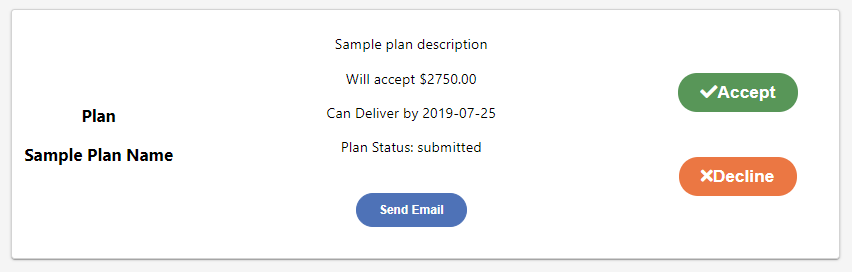 Plan
Sample Plan Name
Sample plan description
Will accept $2750.00
Can Deliver by 2019-07-25
Plan Status: submitted
Send Email
Accept
Decline